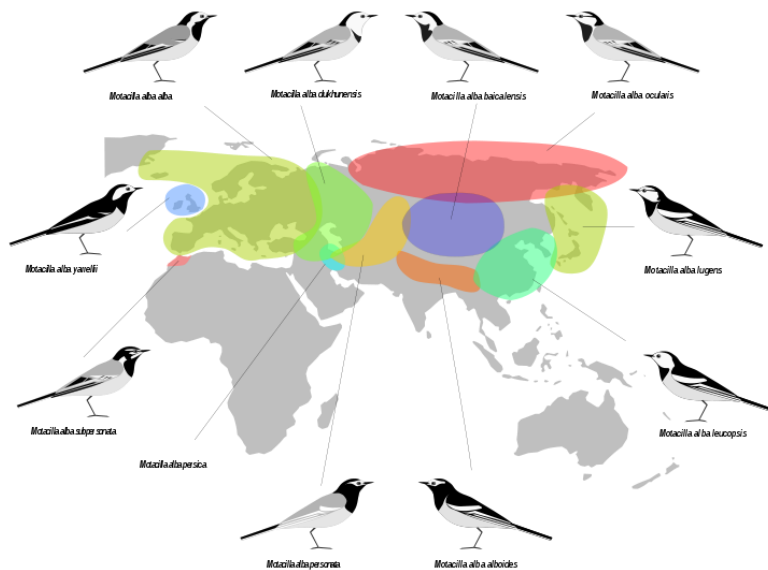 Motacilla alba alba
Motacilla alba dukhunensis
Motacilla alba baicalensis
Motacilla alba ocularis
Motacilla alba yarrellii
Motacilla alba lugens
Motacilla alba subpersonata
Motacilla alba persica
Motacilla alba leucopsis
Motacilla alba personata
Motacilla alba alboides